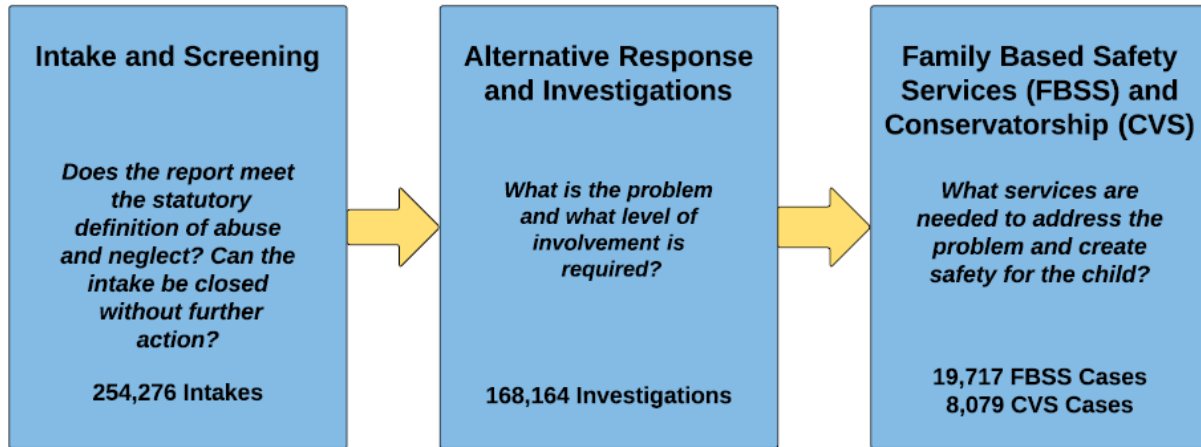 Intake and Screening
Does the report meet
the statutory
definition of abuse
and neglect? Can the
intake be closed
without further
action?
254,276 Intakes
Alternative Response
and Investigations
What is the problem
and what level of
involvement is
required?
168,164 Investigations
Family Based Safety
Services (FBSS) and
Conservatorship (CVS)
What services are
needed to address the
problem and create
safety for the child?
19,717 FBSS Cases
8,079 CVS Cases